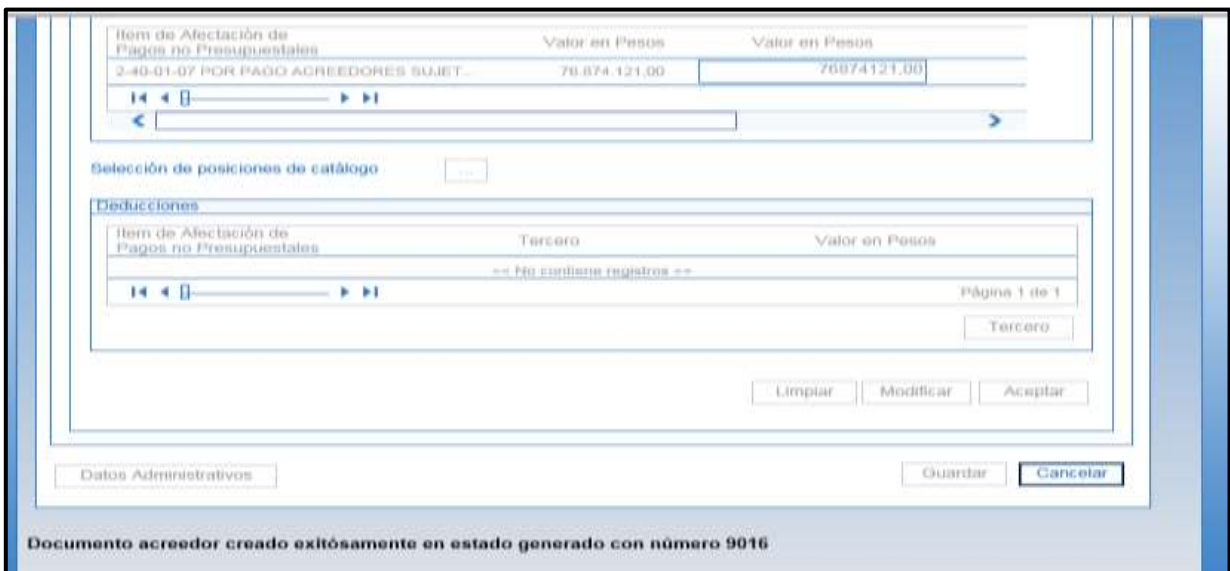 Item de Afectación de
Pagos no Presupuestales
Valor en Pesos
Valor en Pesos
2-40-01-07 POR PAGO ACREEDORES SUJET...
76.874.121,00
76874121,00
Selección de posiciones de catálogo
...
Deducciones
Item de Afectación de
Pagos no Presupuestales
Tercero
Valor en Pesos
== No contiene registros ==
Página 1 de 1
Tercero
Limpiar
Modificar
Aceptar
Datos Administrativos
Guardar
Cancelar
Documento acreedor creado exitósamente en estado generado con número 9016